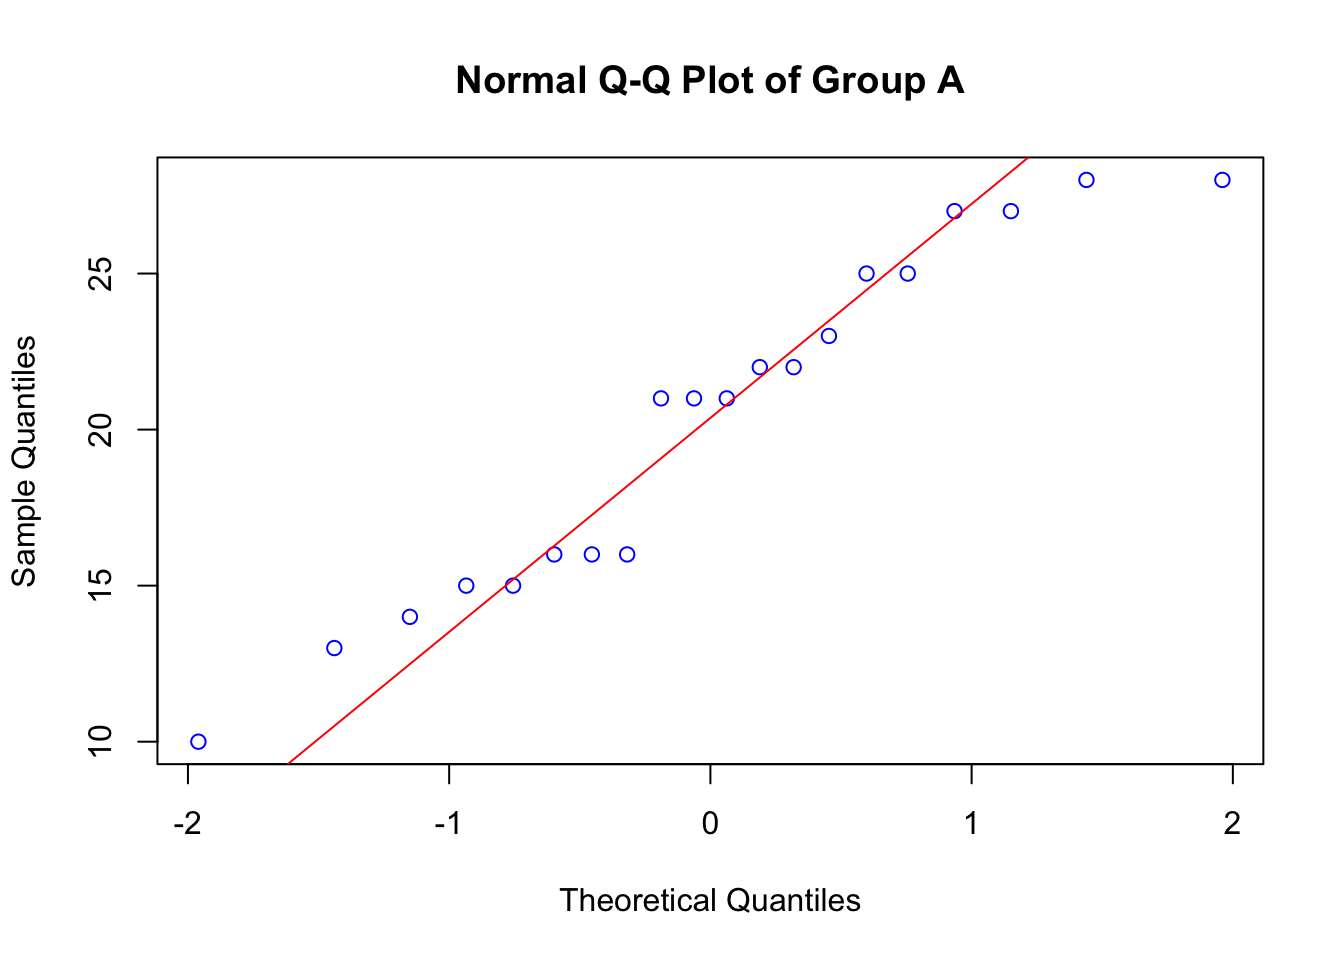 Normal Q-Q Plot of Group A
Sample Quantiles
25
20
15
10
-2 -1 0 1 2
Theoretical Quantiles